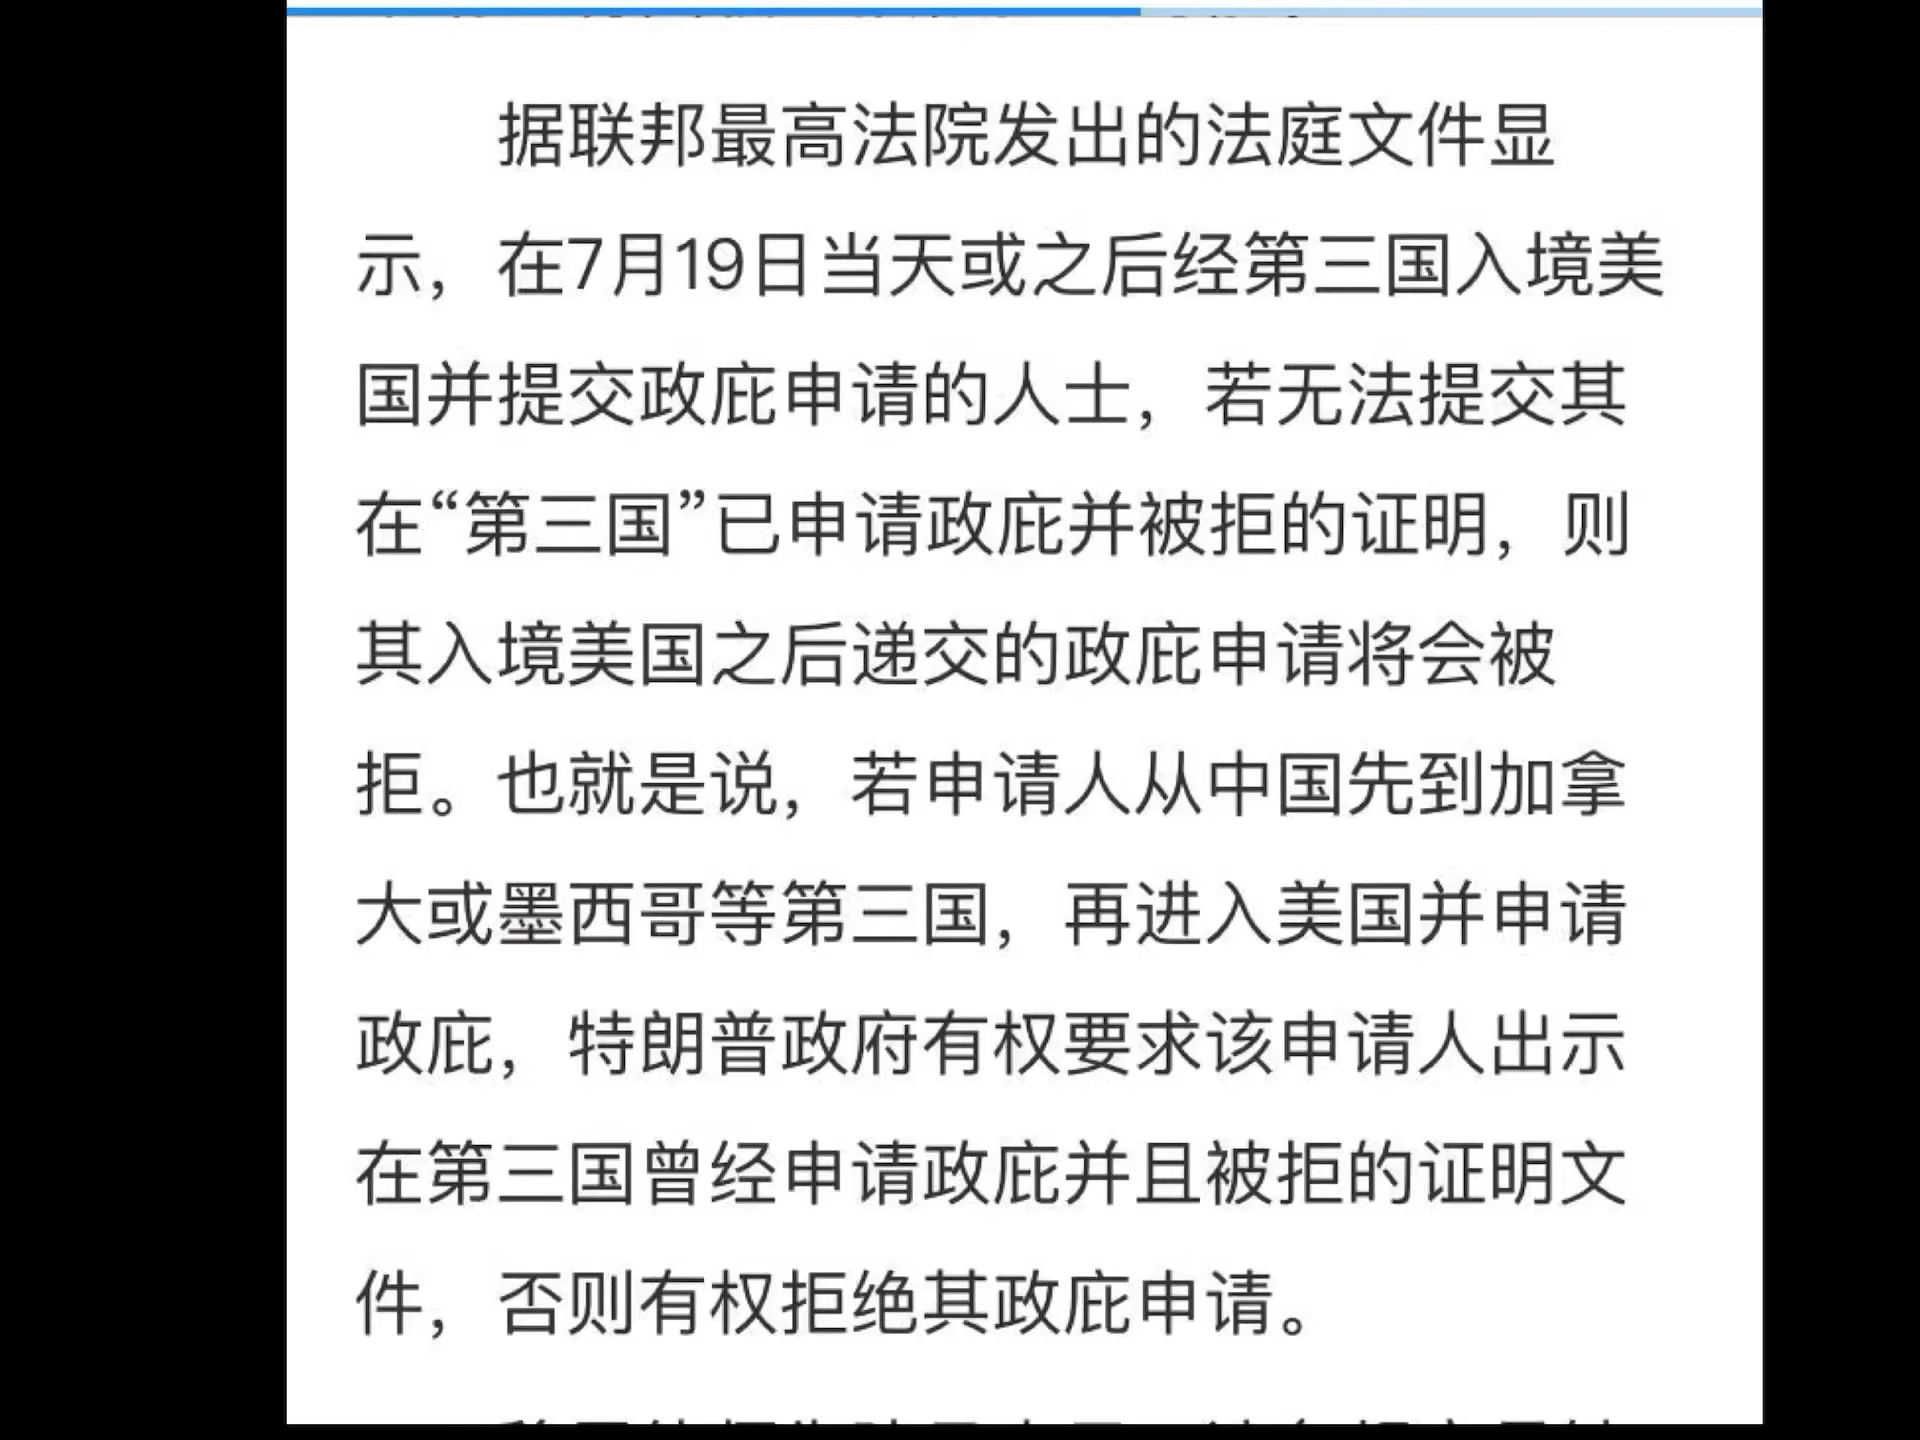 据联邦最高法院发出的法庭文件显
示，在7月19日当天或之后经第三国入境美
国并提交政庇申请的人士，若无法提交其
在“第三国”已申请政庇并被拒的证明，则
其入境美国之后递交的政庇申请将会被
拒。也就是说，若申请人从中国先到加拿
大或墨西哥等第三国，再进入美国并申请
政庇，特朗普政府有权要求该申请人出示
在第三国曾经申请政庇并且被拒的证明文
件，否则有权拒绝其政庇申请。